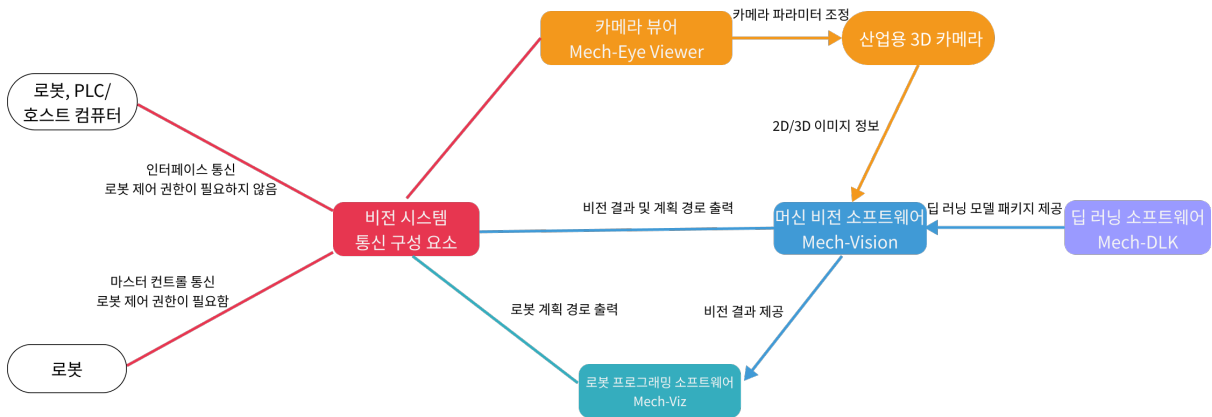 카메라 뷰어
Mech-Eye Viewer
카메라 파라미터 조정
산업용 3D 카메라
로봇, PLC/
호스트 컴퓨터
2D/3D 이미지 정보
인터페이스 통신
로봇 제어 권한이 필요하지 않음
비전 시스템
통신 구성 요소
비전 결과 및 계획 경로 출력
머신 비전 소프트웨어
Mech-Vision
딥 러닝 모델 패키지 제공
딥 러닝 소프트웨어
Mech-DLK
마스터 컨트롤 통신
로봇 제어 권한이 필요함
로봇 계획 경로 출력
비전 결과 제공
로봇
로봇 프로그래밍 소프트웨어
Mech-Viz